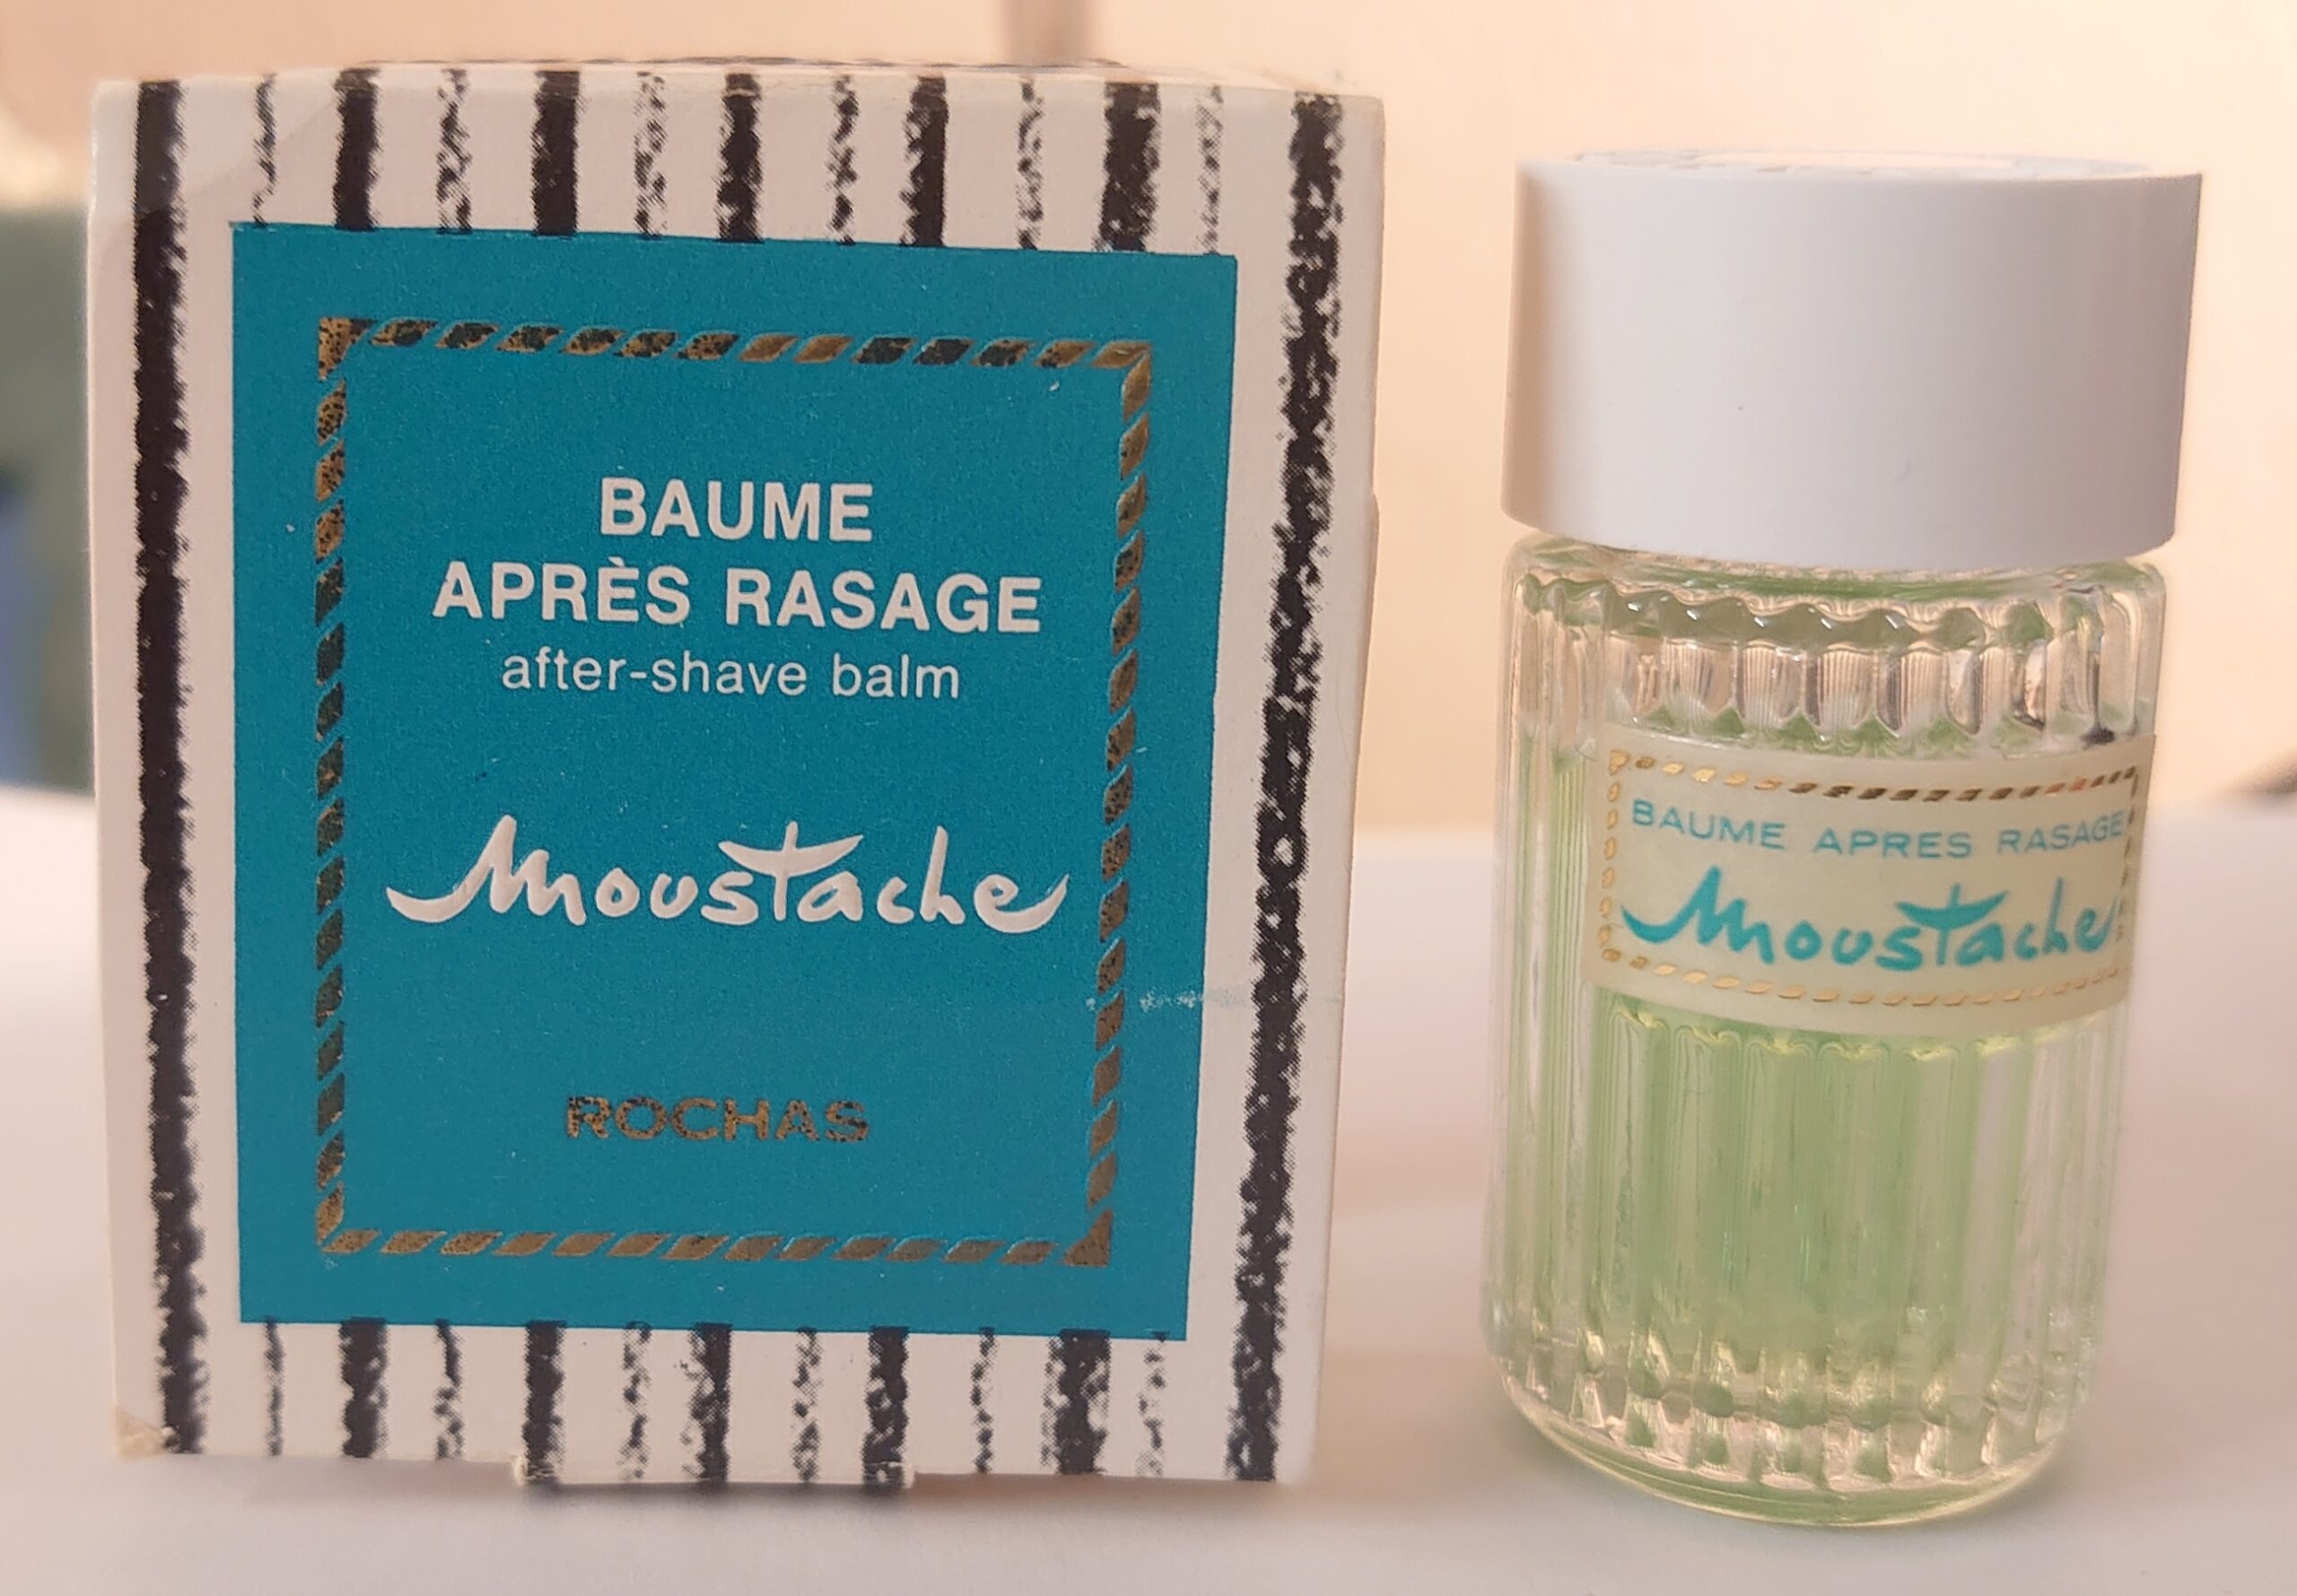 BAUME
APRÈS RASAGE
after-shave balm
Moustache
ROCHAS
BAUME APRES RASAGE
Moustache